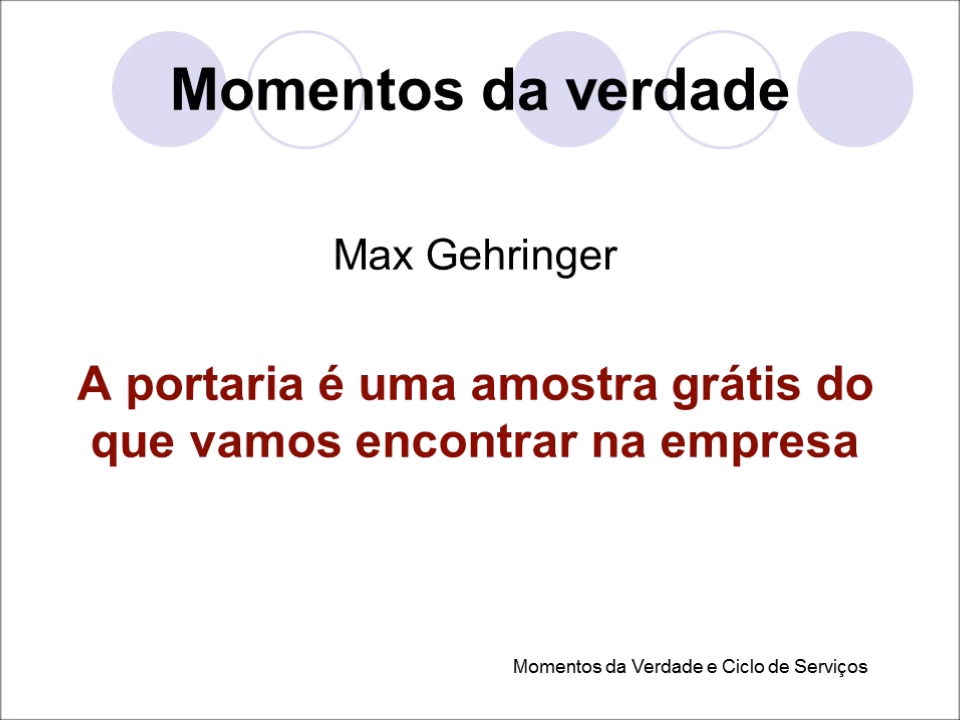 Momentos da verdade
Max Gehringer
A portaria é uma amostra grátis do
que vamos encontrar na empresa
Momentos da Verdade e Ciclo de Serviços